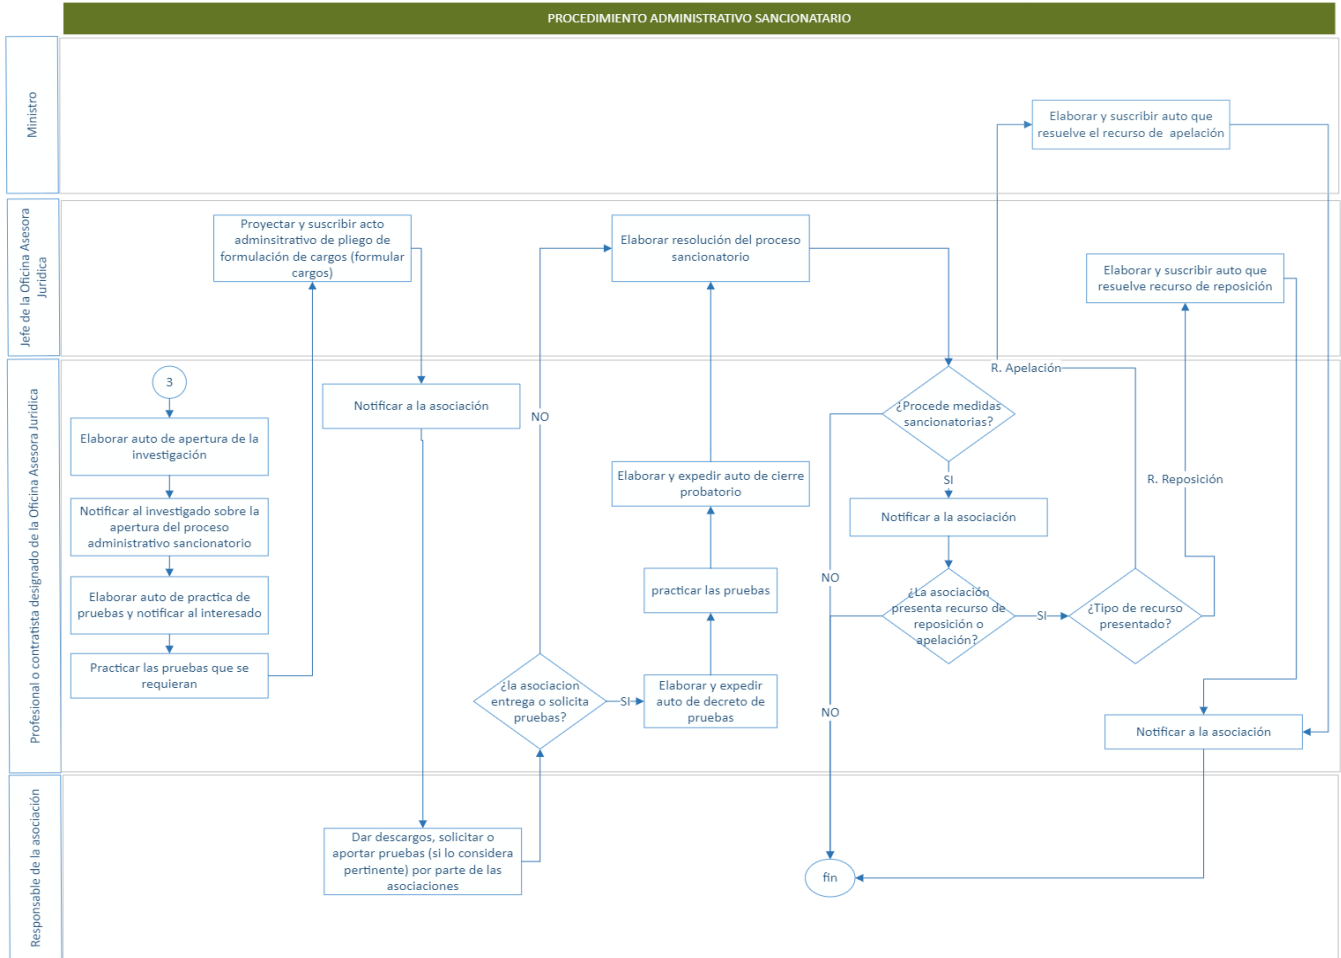 PROCEDIMIENTO ADMINISTRATIVO SANCIONATARIO
Ministro
Elaborar y suscribir auto que
resuelve el recurso de apelación
Jefe de la Oficina Asesora
Juridica
Proyectar y suscribir acto
adminsitrativo de pliego de
formulación de cargos (formular
cargos)
Elaborar resolución del proceso
sancionatorio
Elaborar y suscribir auto que
resuelve recurso de reposición
Profesional o contratista designado de la Oficina Asesora Juridica
3
Elaborar auto de apertura de la
investigación
Notificar al investigado sobre la
apertura del proceso
administrativo sancionatorio
Elaborar auto de practica de
pruebas y notificar al interesado
Practicar las pruebas que se
requieran
Notificar a la asociación
NO
¿la asociacion
entrega o solicita
pruebas?
SI
Elaborar y expedir
auto de decreto de
pruebas
practicar las pruebas
Elaborar y expedir auto de cierre
probatorio
¿Procede medidas
sancionatorias?
R. Apelación
SI
NO
Notificar a la asociación
¿La asociación
presenta recurso de
reposición o
apelación?
SI
NO
¿Tipo de recurso
presentado?
R. Reposición
Notificar a la asociación
Responsable de la asociación
Dar descargos, solicitar o
aportar pruebas (si lo considera
pertinente) por parte de las
asociaciones
fin